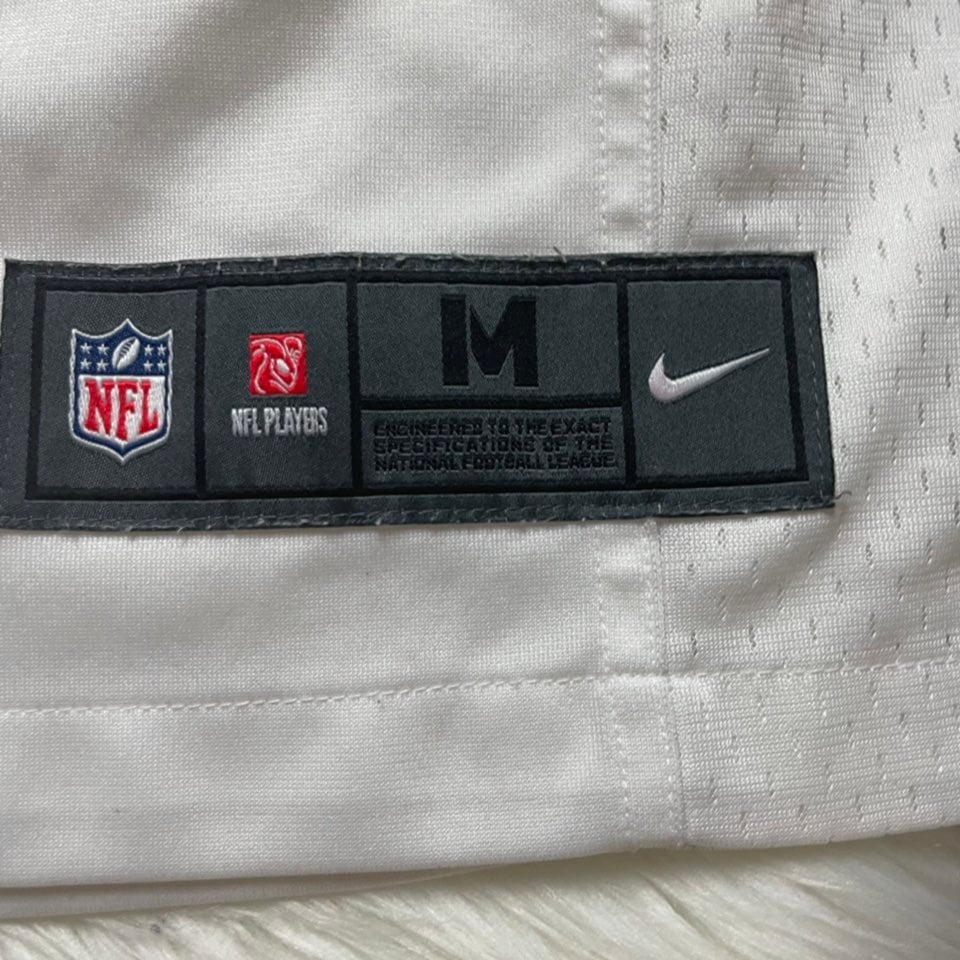 NFL
NFL PLAYERS
M
ENGINEERED TO THE EXACT
SPECIFICATIONS OF THE
NATIONAL FOOTBALL LEAGUE.